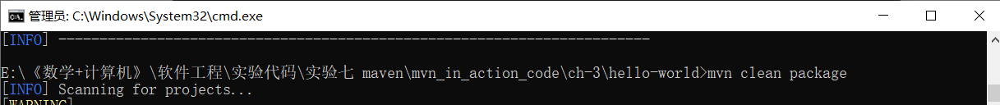 管理员: C:\Windows\System32\cmd.exe
[INFO] ------------------------------------------------------------------------
E:\《数学+计算机》\软件工程\实验代码\实验七 maven\mvn_in_action_code\ch-3\hello-world>mvn clean package
[INFO] Scanning for projects...
[WARNING]